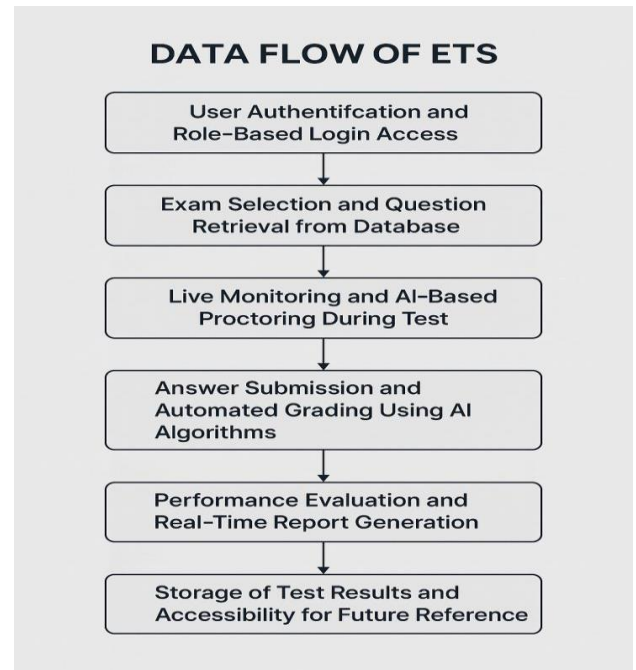 DATA FLOW OF ETS
User Authentifcation and
Role-Based Login Access
Exam Selection and Question
Retrieval from Database
Live Monitoring and AI-Based
Proctoring During Test
Answer Submission and
Automated Grading Using AI
Algorithms
Performance Evaluation and
Real-Time Report Generation
Storage of Test Results and
Accessibility for Future Reference